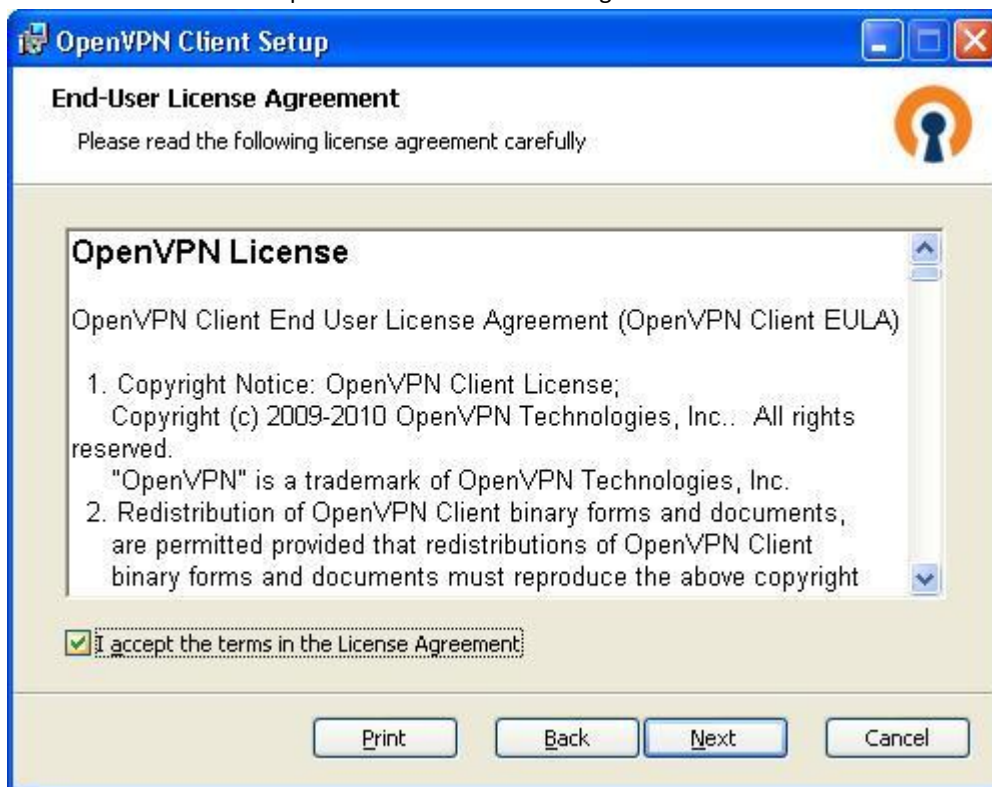 OpenVPN Client Setup
End-User License Agreement
Please read the following license agreement carefully
OpenVPN License
OpenVPN Client End User License Agreement (OpenVPN Client EULA)
1. Copyright Notice: OpenVPN Client License;
Copyright (c) 2009-2010 OpenVPN Technologies, Inc.. All rights
reserved.
"OpenVPN" is a trademark of OpenVPN Technologies, Inc.
2. Redistribution of OpenVPN Client binary forms and documents,
are permitted provided that redistributions of OpenVPN Client
binary forms and documents must reproduce the above copyright
I accept the terms in the License Agreement
Print Back Next Cancel